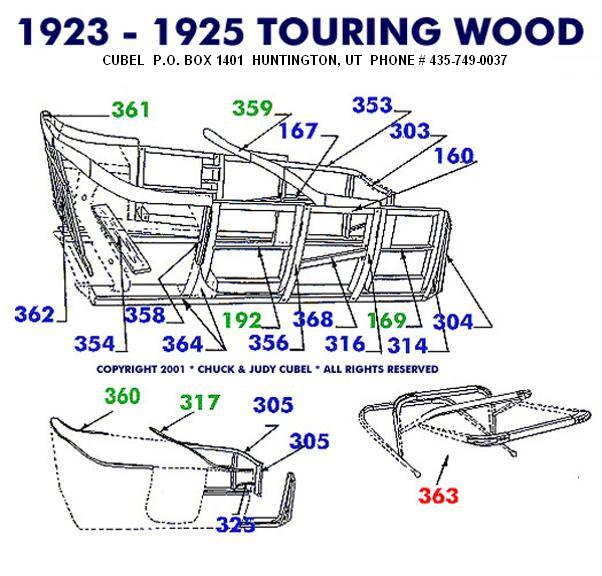 1923 - 1925 TOURING WOOD
CUBEL P.O. BOX 1401 HUNTINGTON, UT PHONE # 435-749-0037
361 359 353
167 303
160
362 358 192 368 169 304
354 364 356 316 314
COPYRIGHT 2001 * CHUCK & JUDY CUBEL * ALL RIGHTS RESERVED
360 317 305
305
363
325